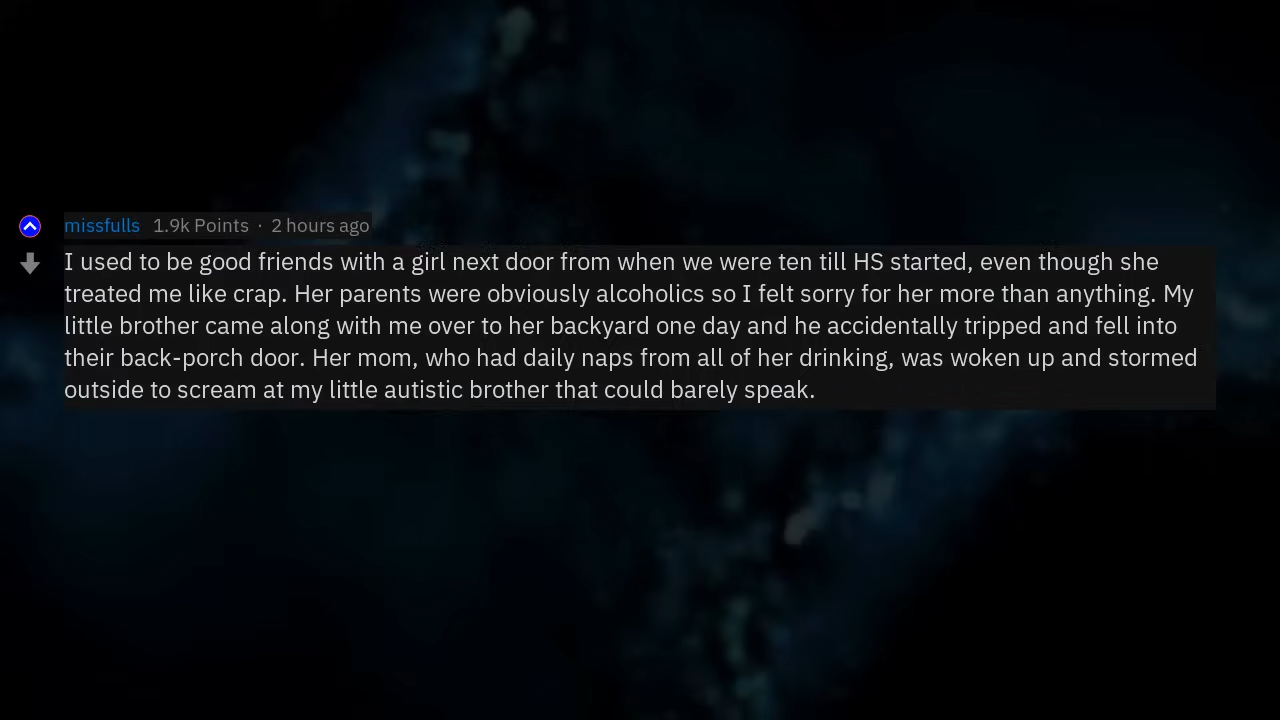 missfulls 1.9k Points · 2 hours ago
I used to be good friends with a girl next door from when we were ten till HS started, even though she
treated me like crap. Her parents were obviously alcoholics so I felt sorry for her more than anything. My
little brother came along with me over to her backyard one day and he accidentally tripped and fell into
their back-porch door. Her mom, who had daily naps from all of her drinking, was woken up and stormed
outside to scream at my little autistic brother that could barely speak.